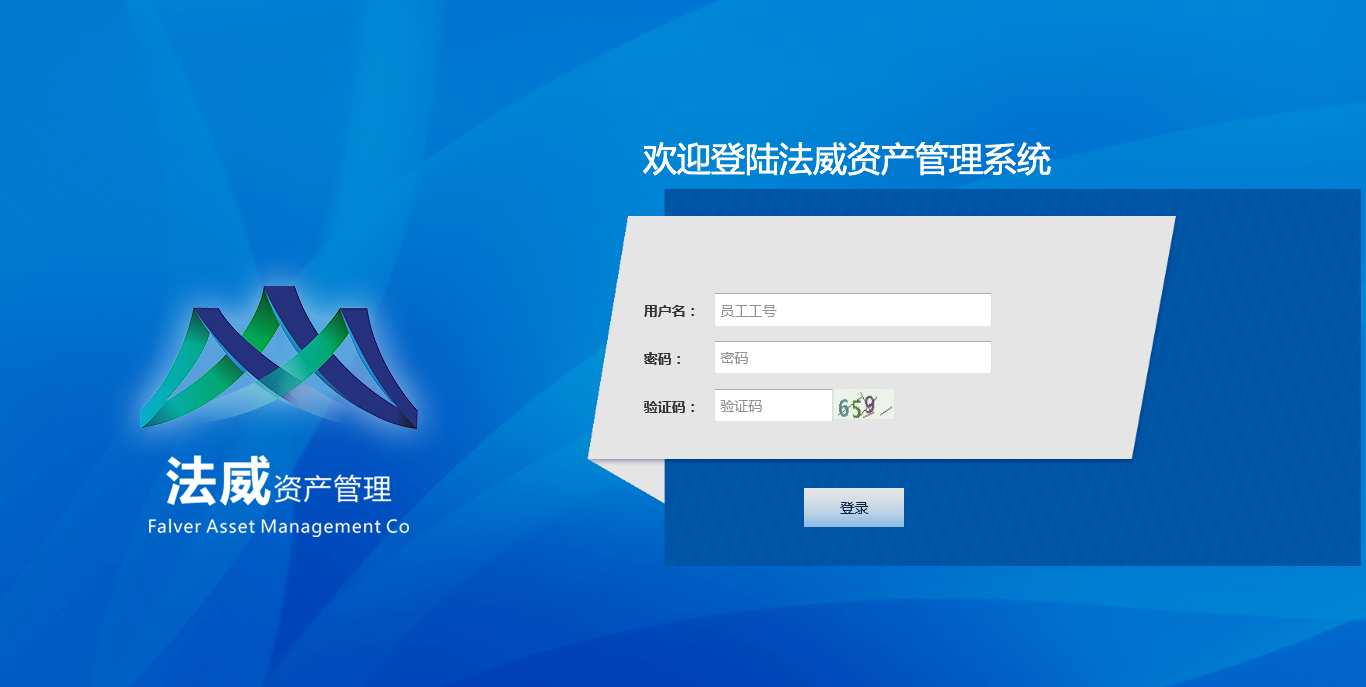 欢迎登陆法威资产管理系统
用户名：
员工工号
密码：
密码
验证码：
验证码
659
登录
法威资产管理
Falver Asset Management Co